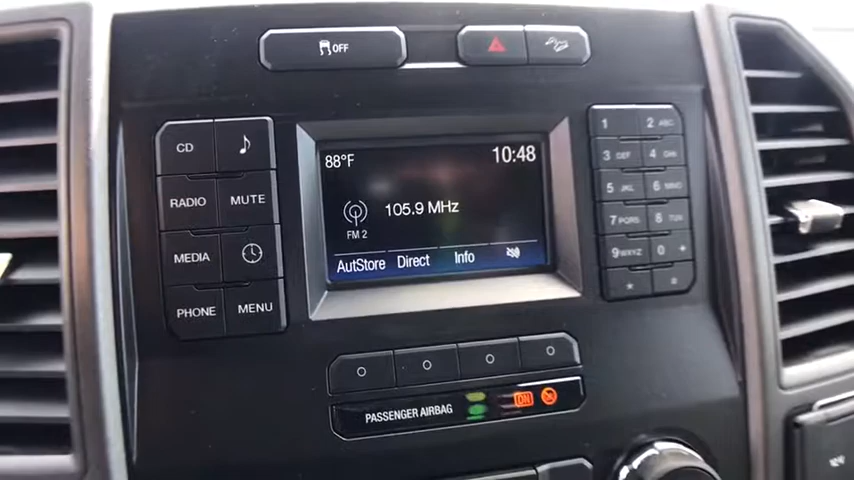 OFF
CD
RADIO MUTE
MEDIA
PHONE MENU
88°F 10:48
105.9 MHz
FM 2
AutStore Direct Info
1 2 ABC
3 DEF 4 GHI
5 JKL 6 MNO
7 PQRS 8 TUV
9 WXYZ 0 +
*
PASSENGER AIRBAG ON